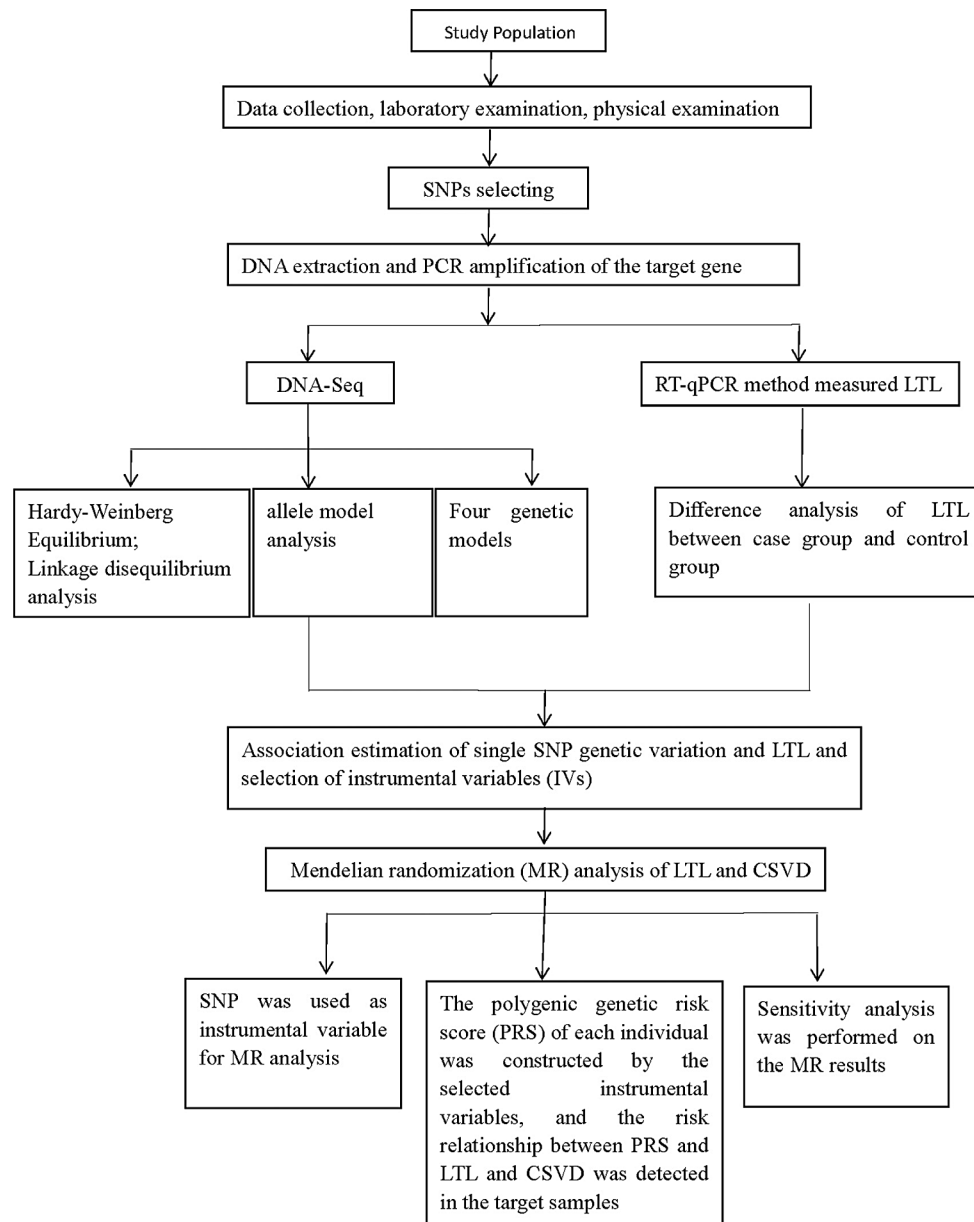 Study Population
Data collection, laboratory examination, physical examination
SNPs selecting
DNA extraction and PCR amplification of the target gene
DNA-Seq
RT-qPCR method measured LTL
Hardy-Weinberg
Equilibrium;
Linkage disequilibrium
analysis
allele model
analysis
Four genetic
models
Difference analysis of LTL
between case group and control
group
Association estimation of single SNP genetic variation and LTL and
selection of instrumental variables (IVs)
Mendelian randomization (MR) analysis of LTL and CSVD
SNP was used as
instrumental variable
for MR analysis
The polygenic genetic risk
score (PRS) of each individual
was constructed by the
selected instrumental
variables, and the risk
relationship between PRS and
LTL and CSVD was detected
in the target samples
Sensitivity analysis
was performed on
the MR results